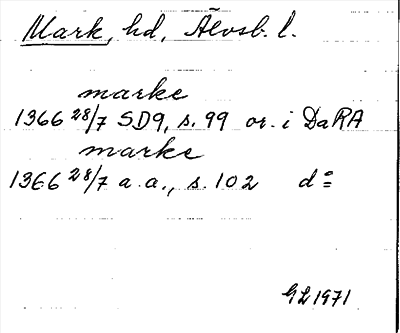 Mark, hd, Älvsb. l.
marke
1366 28/7 SD9, s. 99 or. i DaRA
marke
1366 28/7 a.a., s. 102 d:o
GL 1971